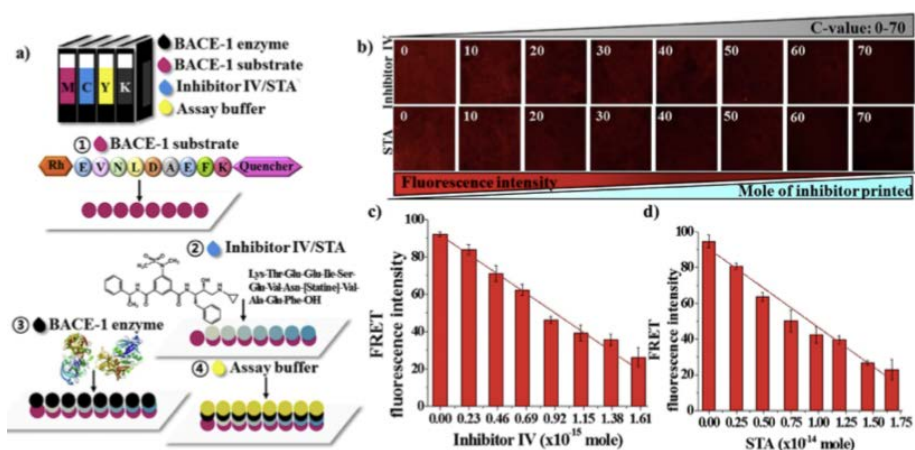 a)
M C Y K
BACE-1 enzyme
BACE-1 substrate
Inhibitor IV/STA
Assay buffer
① BACE-1 substrate
Rh E V N L D A E F K Quencher
② Inhibitor IV/STA
Lys-Thr-Glu-Glu-Ile-Ser-
Glu-Val-Asn-[Statine]-Val-
Ala-Glu-Phe-OH
③ BACE-1 enzyme
④ Assay buffer
b)
C-value: 0-70
Inhibitor IV
0 10 20 30 40 50 60 70
STA
0 10 20 30 40 50 60 70
Fluorescence intensity
Mole of inhibitor printed
c)
FRET
fluorescence intensity
100
80
60
40
20
0
0.00 0.23 0.46 0.69 0.92 1.15 1.38 1.61
Inhibitor IV (x10⁻¹⁵ mole)
d)
FRET
fluorescence intensity
100
80
60
40
20
0
0.00 0.25 0.50 0.75 1.00 1.25 1.50 1.75
STA (x10⁻¹⁴ mole)